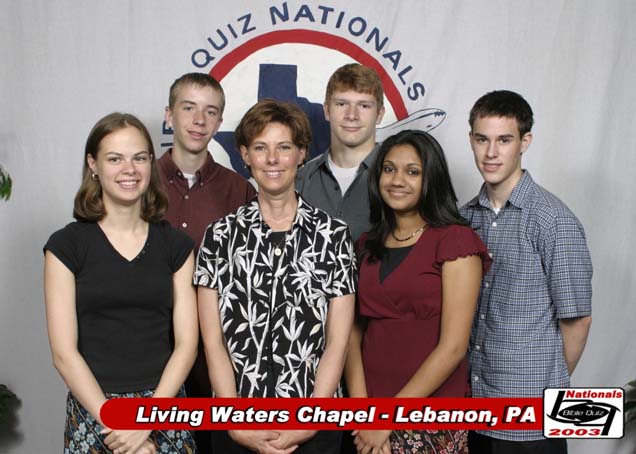 QUIZ NATIONALS
Living Waters Chapel - Lebanon, PA
Nationals
Bible Quiz
2003